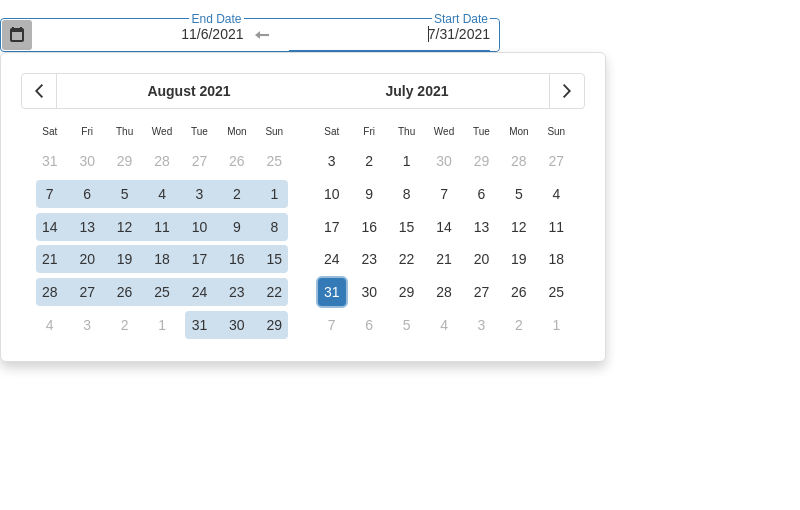 End Date Start Date
11/6/2021 7/31/2021
August 2021 July 2021
Sat Fri Thu Wed Tue Mon Sun Sat Fri Thu Wed Tue Mon Sun
31 30 29 28 27 26 25 3 2 1 30 29 28 27
7 6 5 4 3 2 1 10 9 8 7 6 5 4
14 13 12 11 10 9 8 17 16 15 14 13 12 11
21 20 19 18 17 16 15 24 23 22 21 20 19 18
28 27 26 25 24 23 22 31 30 29 28 27 26 25
4 3 2 1 31 30 29 7 6 5 4 3 2 1